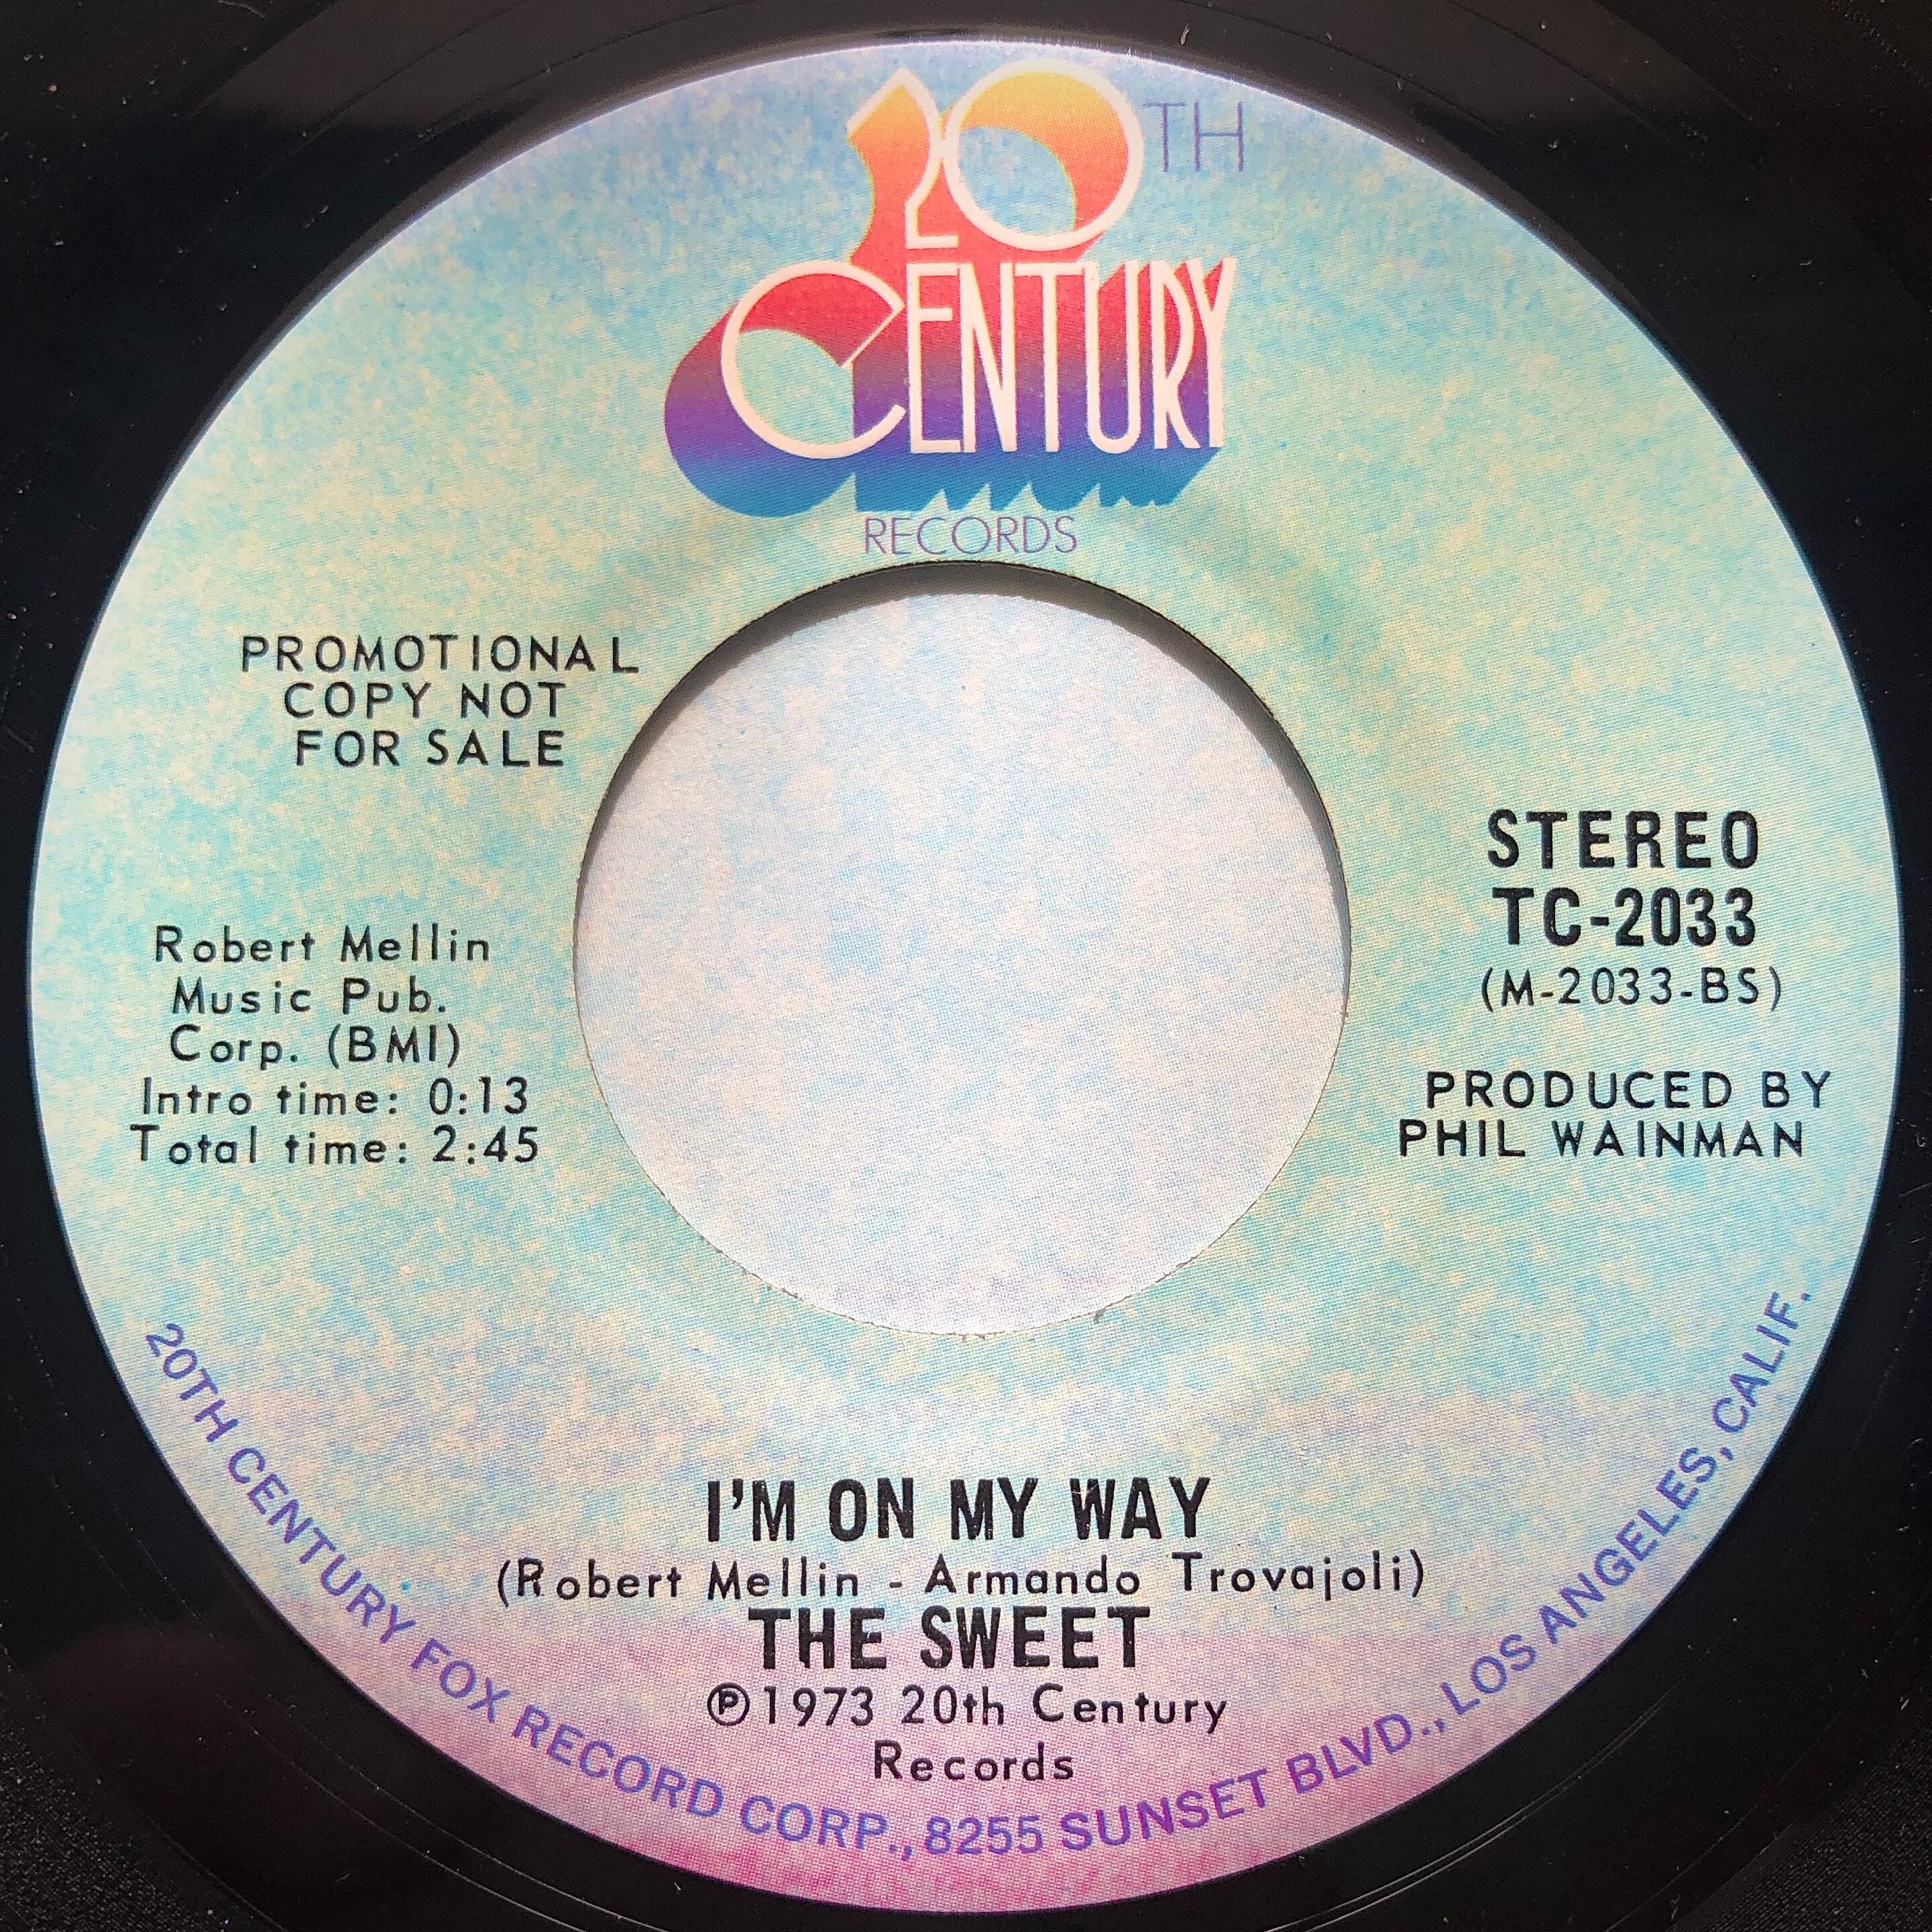 20TH
CENTURY
RECORDS
PROMOTIONAL
COPY NOT
FOR SALE
STEREO
TC-2033
(M-2033-BS)
Robert Mellin
Music Pub.
Corp. (BMI)
Intro time: 0:13
Total time: 2:45
PRODUCED BY
PHIL WAINMAN
I'M ON MY WAY
(Robert Mellin - Armando Trovajoli)
THE SWEET
℗1973 20th Century
Records
20TH CENTURY FOX RECORD CORP., 8255 SUNSET BLVD., LOS ANGELES, CALIF.